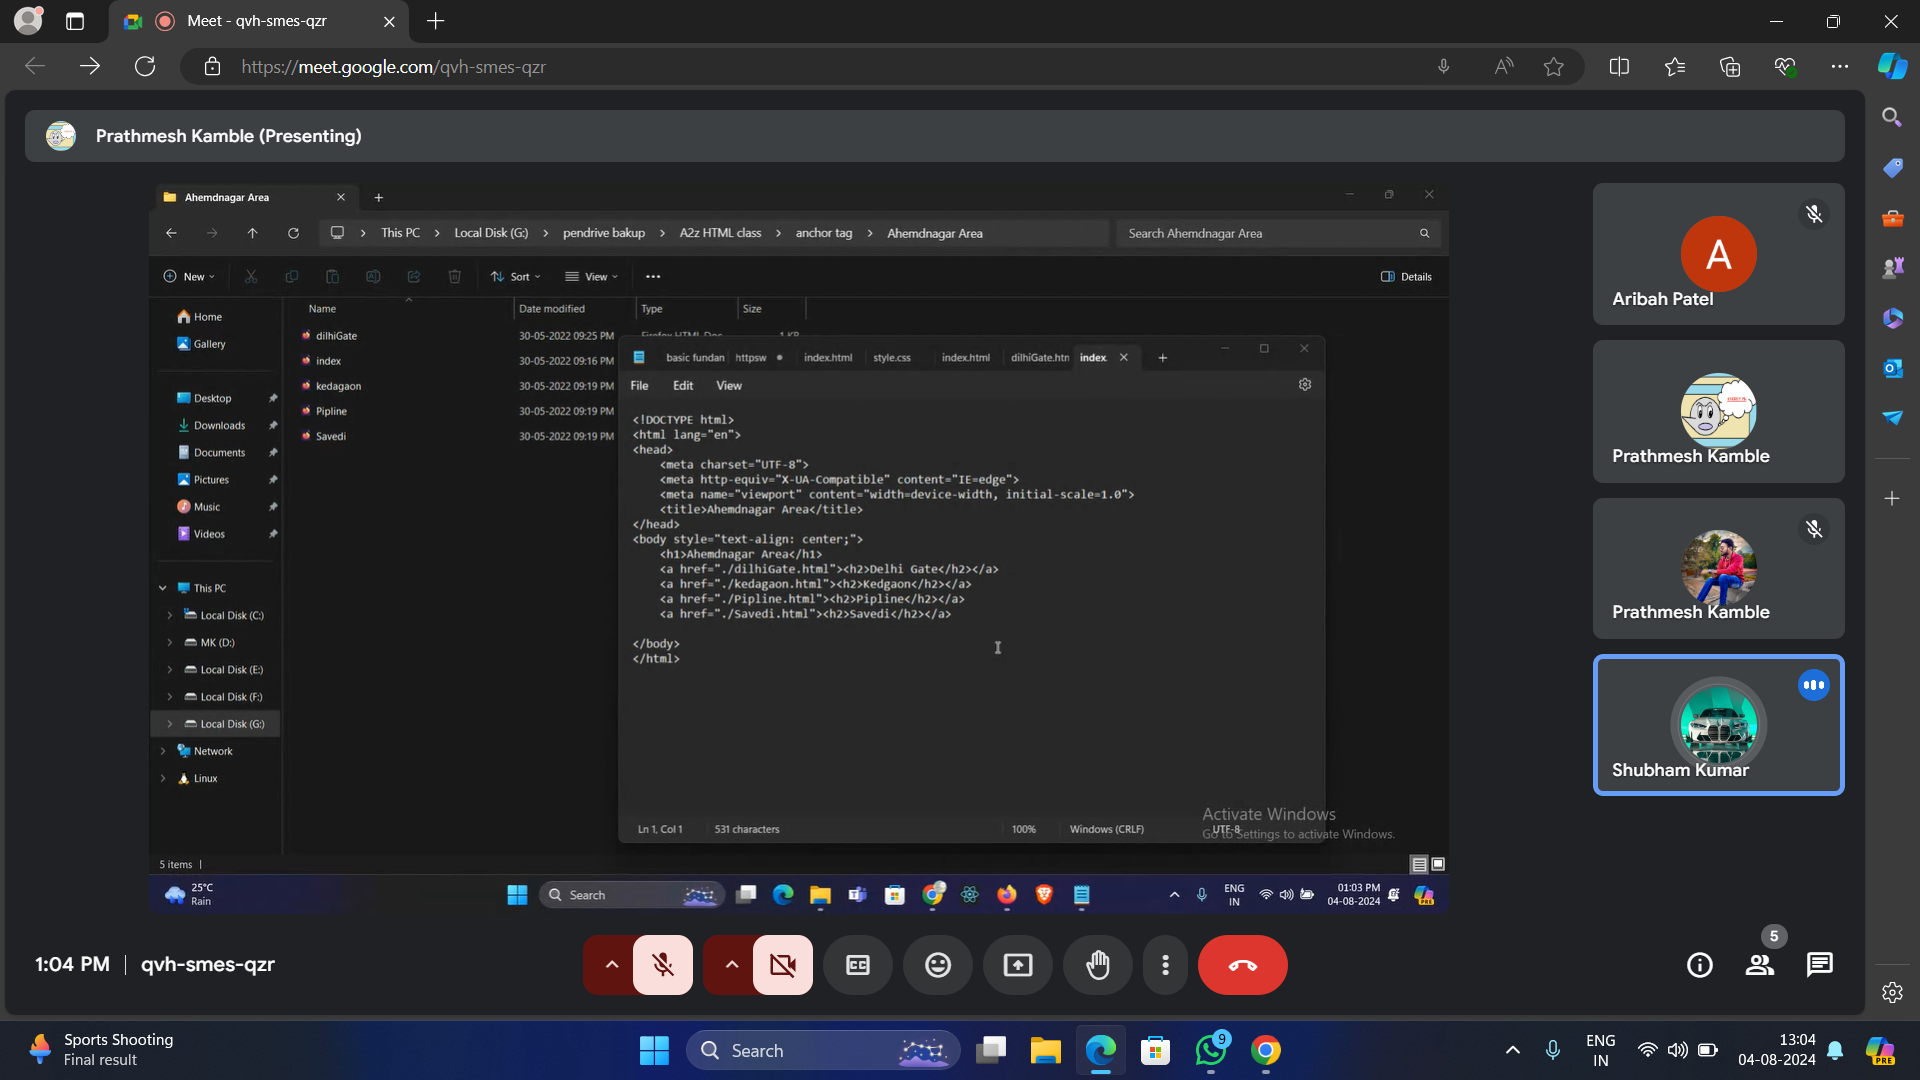 Meet - qvh-smes-qzr
https://meet.google.com/qvh-smes-qzr
Prathmesh Kamble (Presenting)
Ahemdnagar Area
This PC > Local Disk (G:) > pendrive bakup > A2z HTML class > anchor tag > Ahemdnagar Area
Search Ahemdnagar Area
New
Sort
View
Details
Home
Gallery
Desktop
Downloads
Documents
Pictures
Music
Videos
This PC
Local Disk (C:)
MK (D:)
Local Disk (E:)
Local Disk (F:)
Local Disk (G:)
Network
Linux
Name Date modified Type Size
dilhiGate 30-05-2022 09:25 PM Firefox HTML Doc... 1 KB
index 30-05-2022 09:16 PM
kedagaon 30-05-2022 09:19 PM
Pipline 30-05-2022 09:19 PM
Savedi 30-05-2022 09:19 PM
basic fundan httpsw index.html style.css index.html dilhiGate.htn index.
File Edit View
<!DOCTYPE html>
<html lang="en">
<head>
<meta charset="UTF-8">
<meta http-equiv="X-UA-Compatible" content="IE=edge">
<meta name="viewport" content="width=device-width, initial-scale=1.0">
<title>Ahemdnagar Area</title>
</head>
<body style="text-align: center;">
<h1>Ahemdnagar Area</h1>
<a href="./dilhiGate.html"><h2>Delhi Gate</h2></a>
<a href="./kedagaon.html"><h2>Kedgaon</h2></a>
<a href="./Pipline.html"><h2>Pipline</h2></a>
<a href="./Savedi.html"><h2>Savedi</h2></a>
</body>
</html>
Ln 1, Col 1 531 characters 100% Windows (CRLF) UTF-8
Activate Windows
Go to Settings to activate Windows.
5 items
25°C
Rain
Search
ENG
IN
01:03 PM
04-08-2024
PRE
A
Aribah Patel
Prathmesh Kamble
Prathmesh Kamble
Shubham Kumar
1:04 PM | qvh-smes-qzr
5
Sports Shooting
Final result
Search
9
ENG
IN
13:04
04-08-2024
PRE